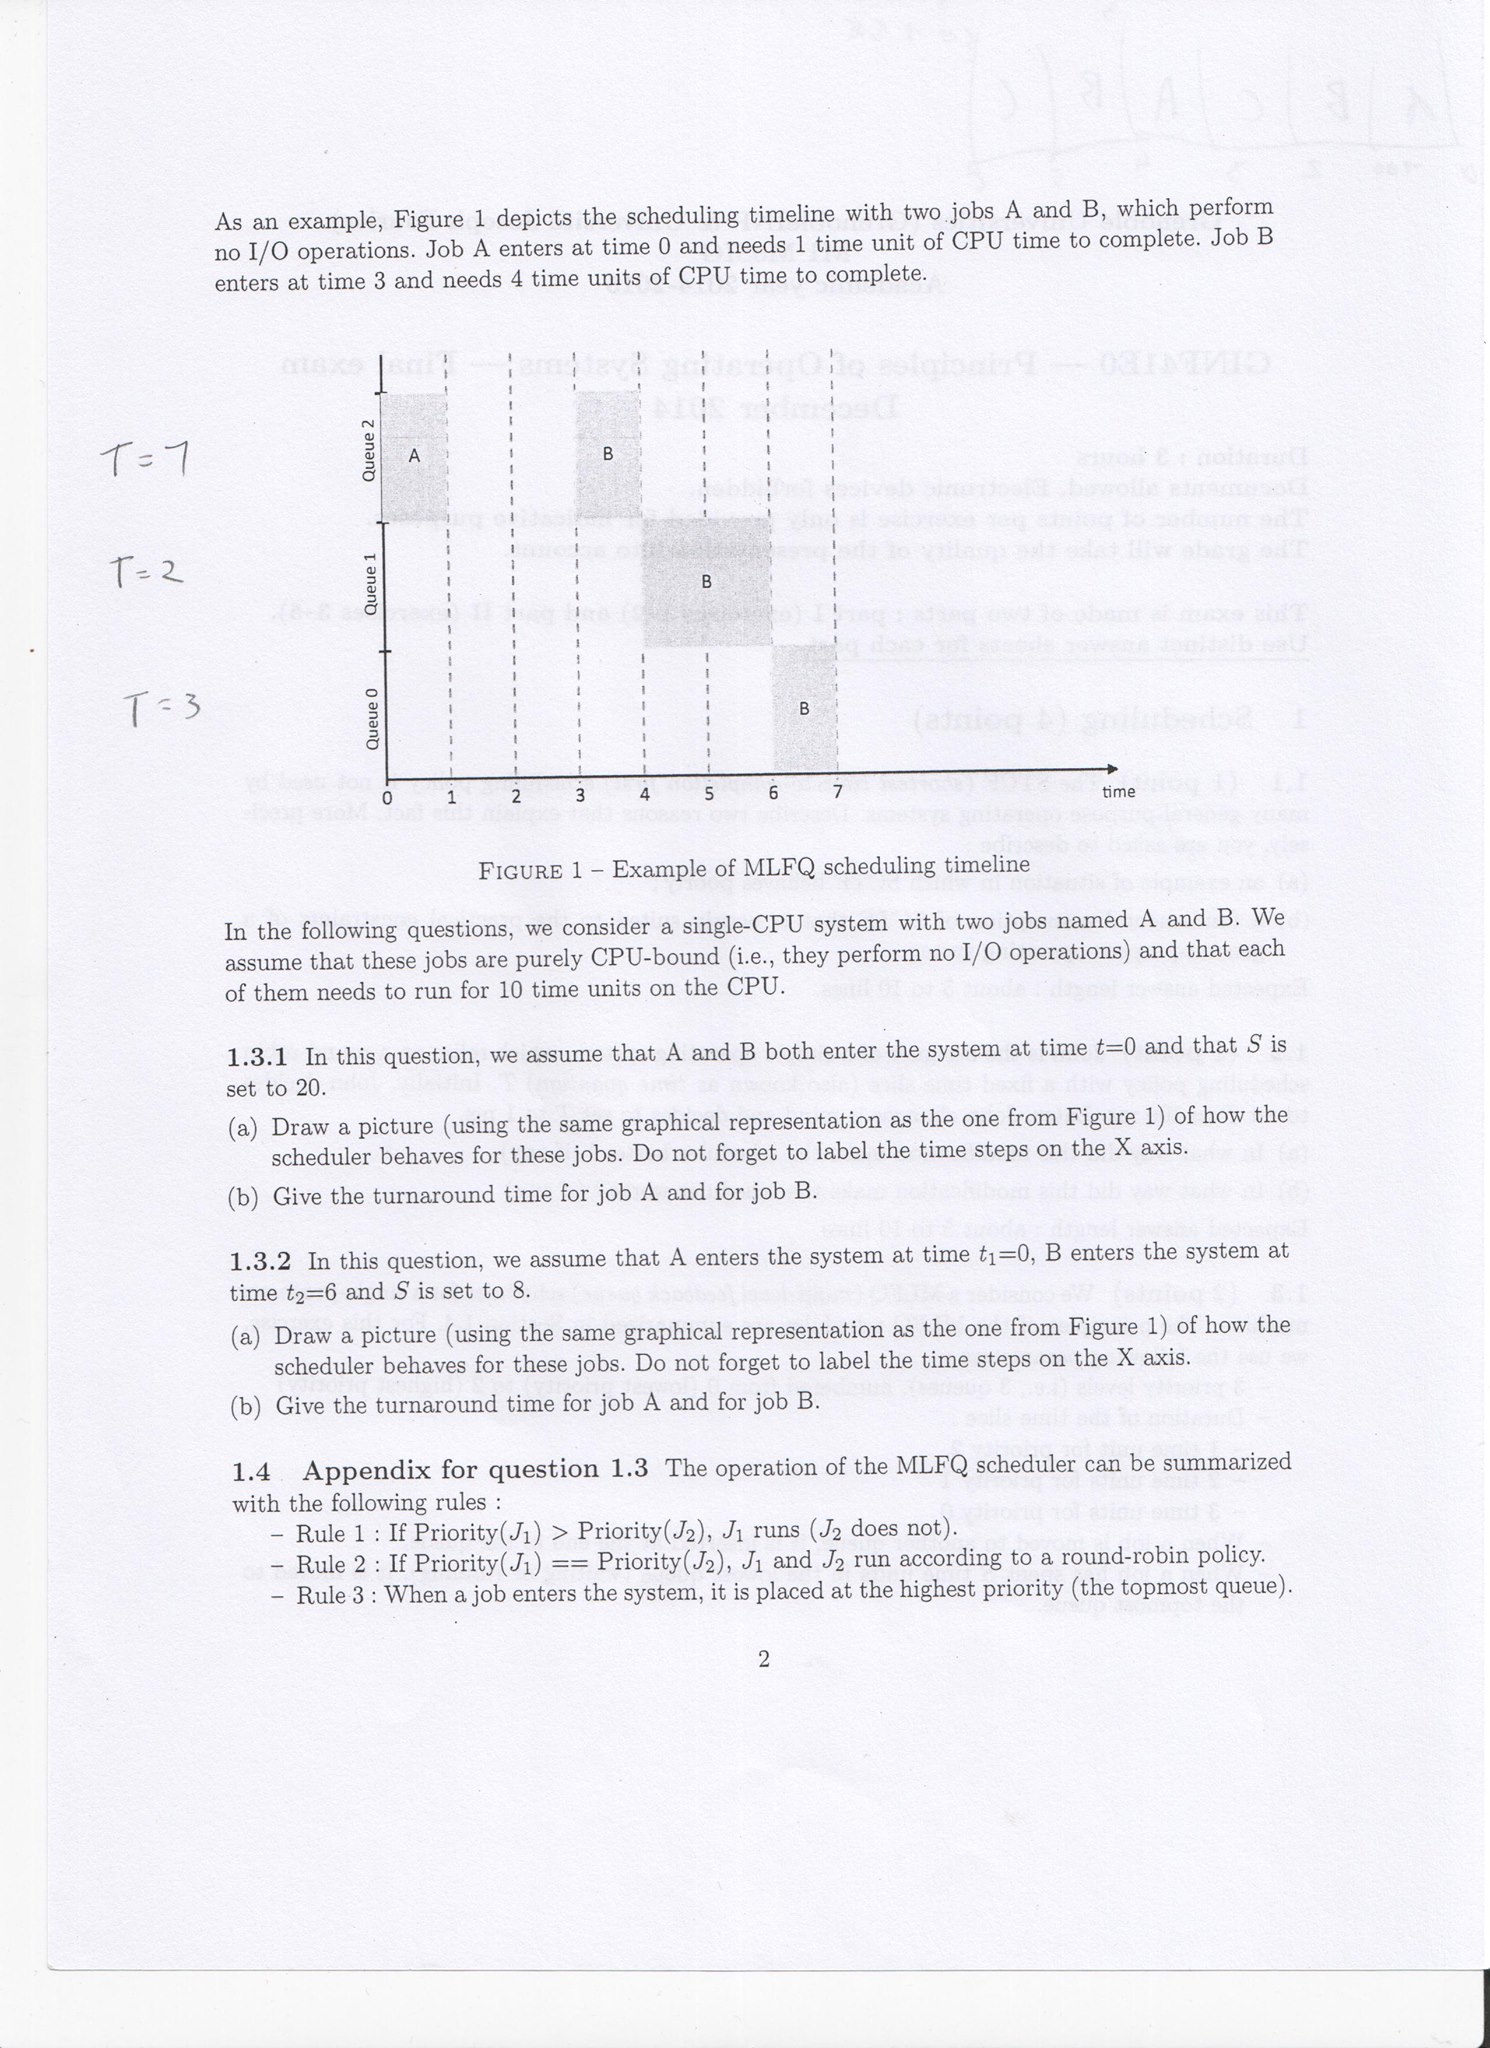 As an example, Figure 1 depicts the scheduling timeline with two jobs A and B, which perform
no I/O operations. Job A enters at time 0 and needs 1 time unit of CPU time to complete. Job B
enters at time 3 and needs 4 time units of CPU time to complete.
T=1
T=2
T=3
Queue 2
Queue 1
Queue 0
A
B
B
B
0 1 2 3 4 5 6 7 time
FIGURE 1 – Example of MLFQ scheduling timeline
In the following questions, we consider a single-CPU system with two jobs named A and B. We
assume that these jobs are purely CPU-bound (i.e., they perform no I/O operations) and that each
of them needs to run for 10 time units on the CPU.
1.3.1 In this question, we assume that A and B both enter the system at time t=0 and that S is
set to 20.
(a) Draw a picture (using the same graphical representation as the one from Figure 1) of how the
scheduler behaves for these jobs. Do not forget to label the time steps on the X axis.
(b) Give the turnaround time for job A and for job B.
1.3.2 In this question, we assume that A enters the system at time t₁=0, B enters the system at
time t₂=6 and S is set to 8.
(a) Draw a picture (using the same graphical representation as the one from Figure 1) of how the
scheduler behaves for these jobs. Do not forget to label the time steps on the X axis.
(b) Give the turnaround time for job A and for job B.
1.4 Appendix for question 1.3 The operation of the MLFQ scheduler can be summarized
with the following rules :
– Rule 1 : If Priority(J₁) > Priority(J₂), J₁ runs (J₂ does not).
– Rule 2 : If Priority(J₁) == Priority(J₂), J₁ and J₂ run according to a round-robin policy.
– Rule 3 : When a job enters the system, it is placed at the highest priority (the topmost queue).
2